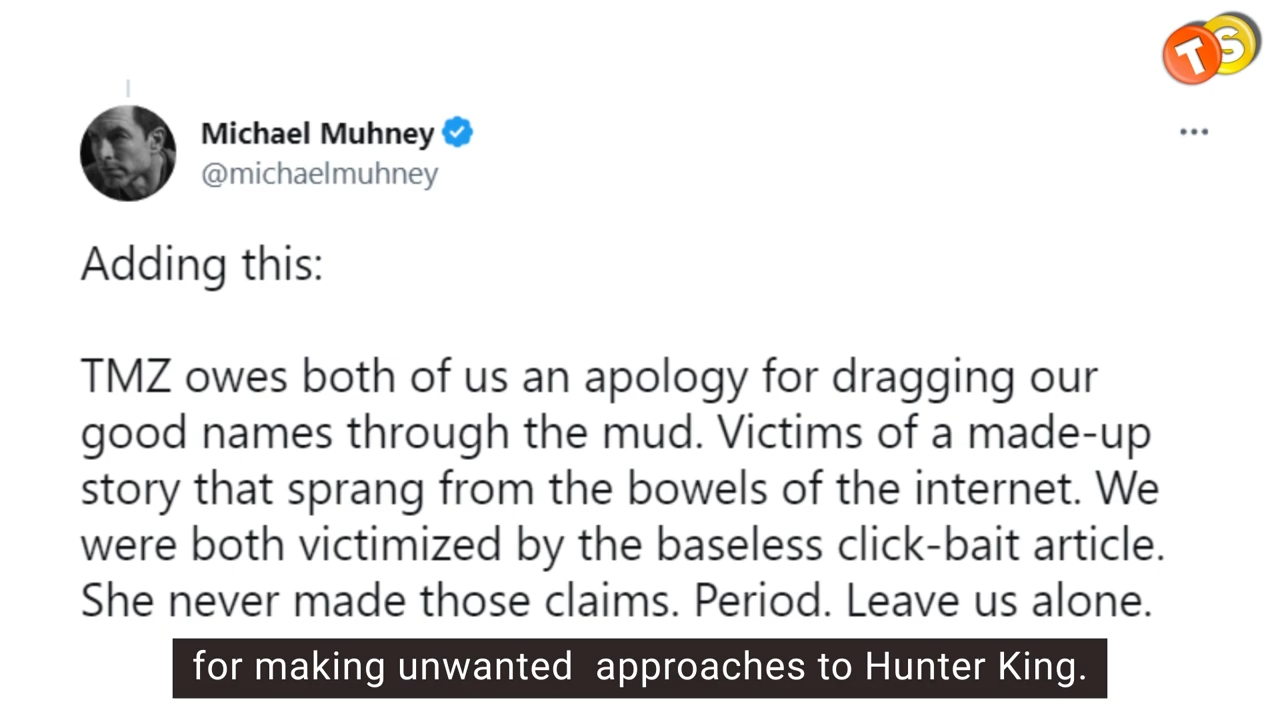 TS
Michael Muhney
@michaelmuhney
Adding this:
TMZ owes both of us an apology for dragging our
good names through the mud. Victims of a made-up
story that sprang from the bowels of the internet. We
were both victimized by the baseless click-bait article.
She never made those claims. Period. Leave us alone.
for making unwanted approaches to Hunter King.